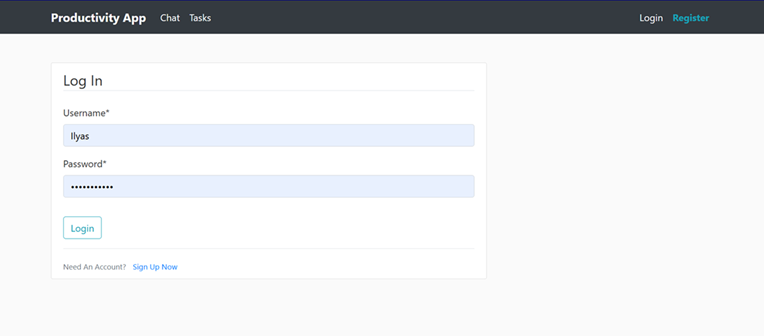 Productivity App Chat Tasks Login Register
Log In
Username*
Ilyas
Password*
•••••••••••
Login
Need An Account? Sign Up Now